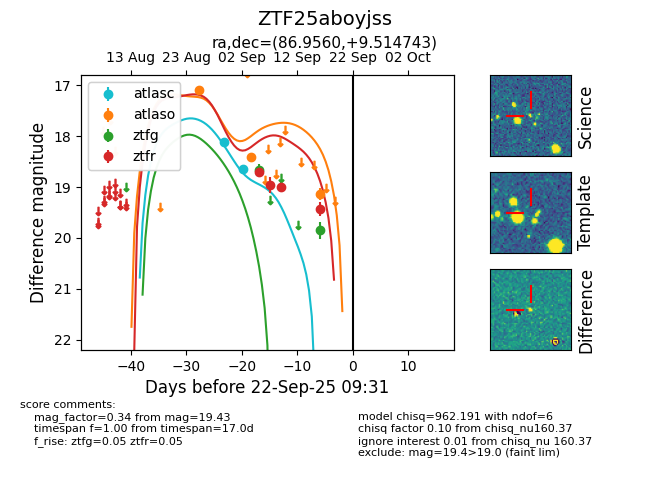 ZTF25aboyjss
ra,dec=(86.9560,+9.514743)
13 Aug 23 Aug 02 Sep 12 Sep 22 Sep 02 Oct
atlasc
atlaso
ztfg
ztfr
17
18
19
20
21
22
Difference magnitude
−40 −30 −20 −10 0 10
Days before 22-Sep-25 09:31
Science
Template
Difference
score comments:
mag_factor=0.34 from mag=19.43
timespan f=1.00 from timespan=17.0d
f_rise: ztfg=0.05 ztfr=0.05
model chisq=962.191 with ndof=6
chisq factor 0.10 from chisq_nu160.37
ignore interest 0.01 from chisq_nu 160.37
exclude: mag=19.4>19.0 (faint lim)